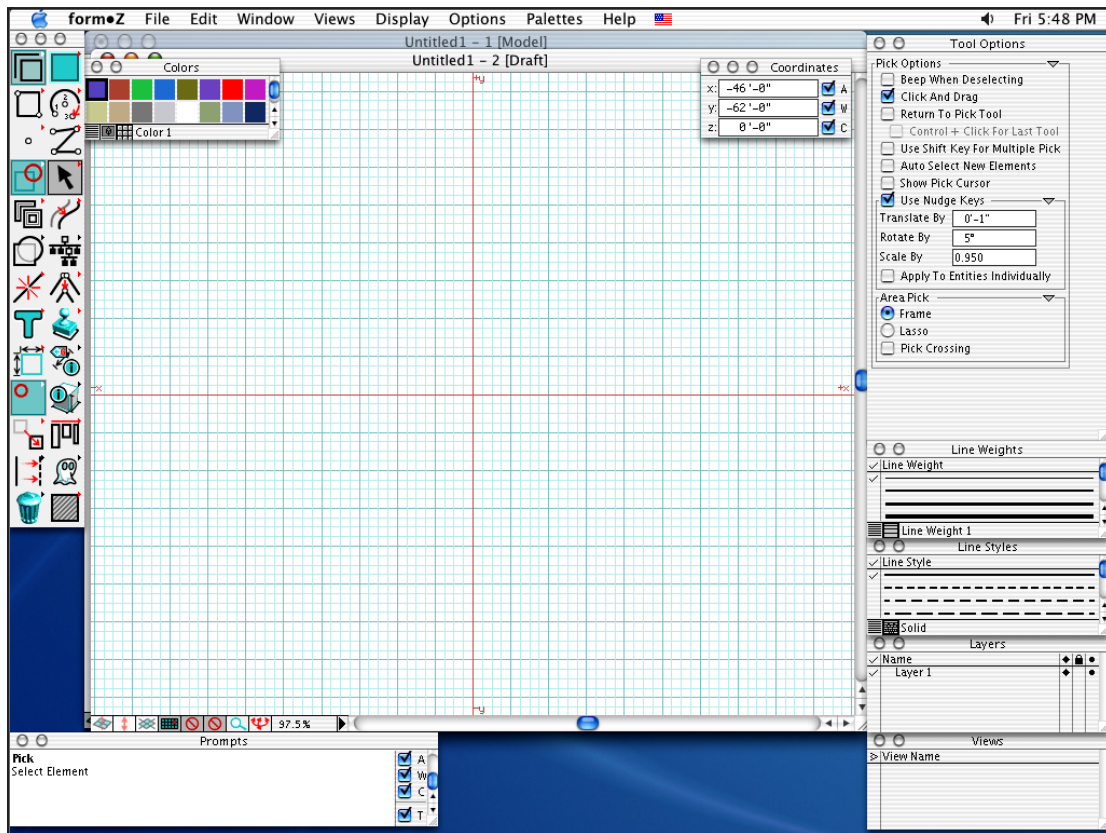 form•Z File Edit Window Views Display Options Palettes Help Fri 5:48 PM
Untitled1 - 1 [Model]
Untitled1 - 2 [Draft]
Colors
Color 1
Coordinates
x: -46'-0" A
y: -62'-0" W
z: 0'-0" C
+y
-x
+x
-y
97.5%
Tool Options
Pick Options
Beep When Deselecting
Click And Drag
Return To Pick Tool
Control + Click For Last Tool
Use Shift Key For Multiple Pick
Auto Select New Elements
Show Pick Cursor
Use Nudge Keys
Translate By 0'-1"
Rotate By 5°
Scale By 0.950
Apply To Entities Individually
Area Pick
Frame
Lasso
Pick Crossing
Line Weights
Line Weight
Line Weight 1
Line Styles
Line Style
Solid
Layers
Name
Layer 1
Views
View Name
Prompts
Pick
Select Element
A
W
C
T